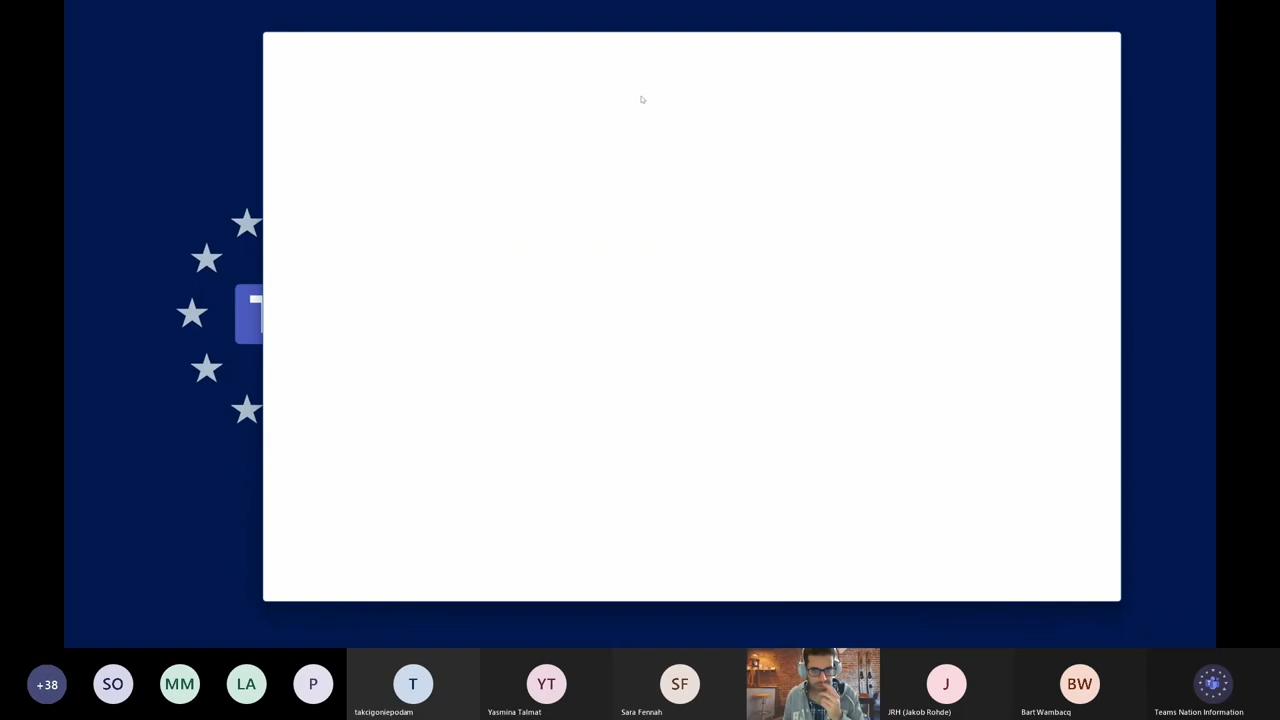 T
+38
SO
MM
LA
P
T
YT
SF
J
BW
takcigoniepodam
Yasmina Talmat
Sara Fennah
JRH (Jakob Rohde)
Bart Wambacq
Teams Nation Information